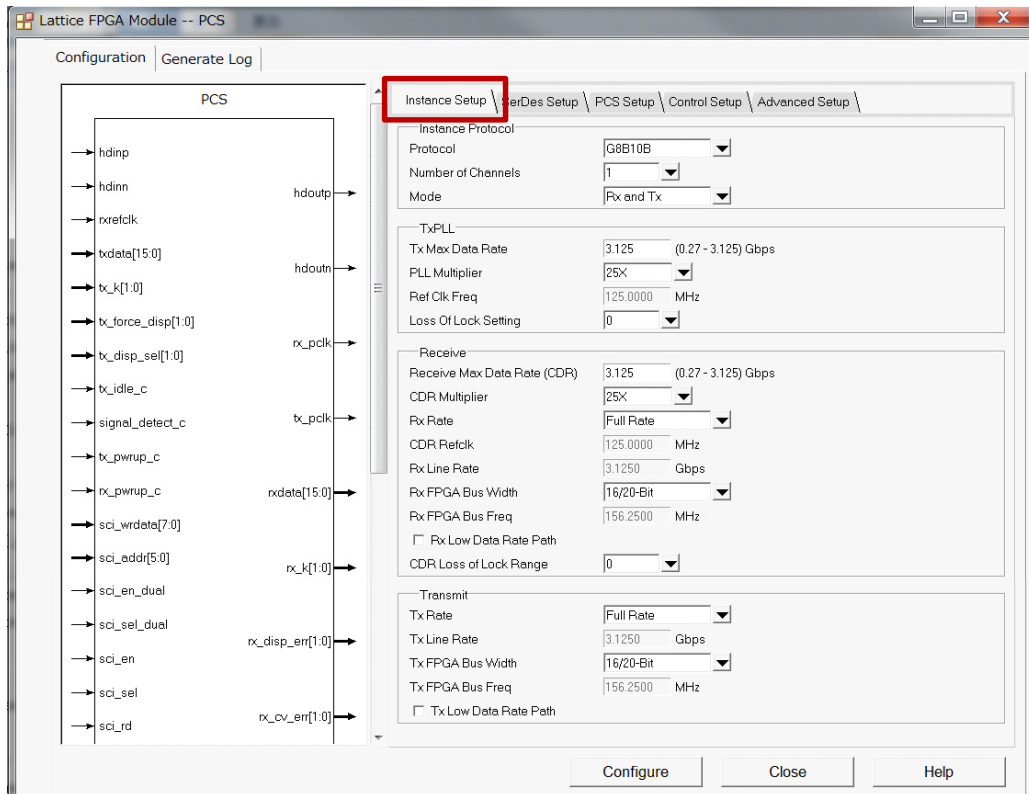 Lattice FPGA Module -- PCS
Configuration
Generate Log
PCS
hdinp
hdinn
rxrefclk
txdata[15:0]
tx_k[1:0]
tx_force_disp[1:0]
tx_disp_sel[1:0]
tx_idle_c
signal_detect_c
tx_pwrup_c
rx_pwrup_c
sci_wrdata[7:0]
sci_addr[5:0]
sci_en_dual
sci_sel_dual
sci_en
sci_sel
sci_rd
hdoutp
hdoutn
rx_pclk
tx_pclk
rxdata[15:0]
rx_k[1:0]
rx_disp_err[1:0]
rx_cv_err[1:0]
Instance Setup
SerDes Setup
PCS Setup
Control Setup
Advanced Setup
Instance Protocol
Protocol G8B10B
Number of Channels 1
Mode Rx and Tx
TxPLL
Tx Max Data Rate 3.125 (0.27 - 3.125) Gbps
PLL Multiplier 25X
Ref Clk Freq 125.0000 MHz
Loss Of Lock Setting 0
Receive
Receive Max Data Rate (CDR) 3.125 (0.27 - 3.125) Gbps
CDR Multiplier 25X
Rx Rate Full Rate
CDR Refclk 125.0000 MHz
Rx Line Rate 3.1250 Gbps
Rx FPGA Bus Width 16/20-Bit
Rx FPGA Bus Freq 156.2500 MHz
Rx Low Data Rate Path
CDR Loss of Lock Range 0
Transmit
Tx Rate Full Rate
Tx Line Rate 3.1250 Gbps
Tx FPGA Bus Width 16/20-Bit
Tx FPGA Bus Freq 156.2500 MHz
Tx Low Data Rate Path
Configure
Close
Help